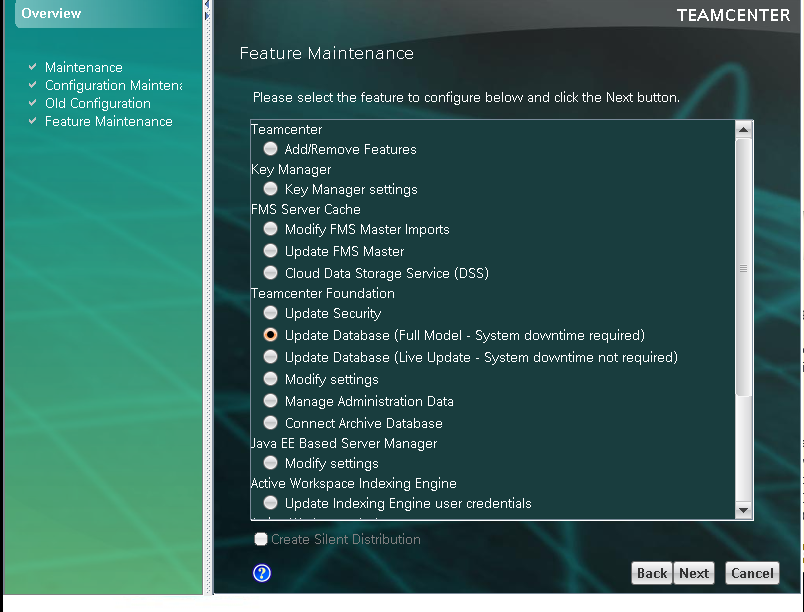 Overview
TEAMCENTER
Maintenance
Configuration Maintena
Old Configuration
Feature Maintenance
Feature Maintenance
Please select the feature to configure below and click the Next button.
Teamcenter
Add/Remove Features
Key Manager
Key Manager settings
FMS Server Cache
Modify FMS Master Imports
Update FMS Master
Cloud Data Storage Service (DSS)
Teamcenter Foundation
Update Security
Update Database (Full Model - System downtime required)
Update Database (Live Update - System downtime not required)
Modify settings
Manage Administration Data
Connect Archive Database
Java EE Based Server Manager
Modify settings
Active Workspace Indexing Engine
Update Indexing Engine user credentials
Create Silent Distribution
Back Next Cancel